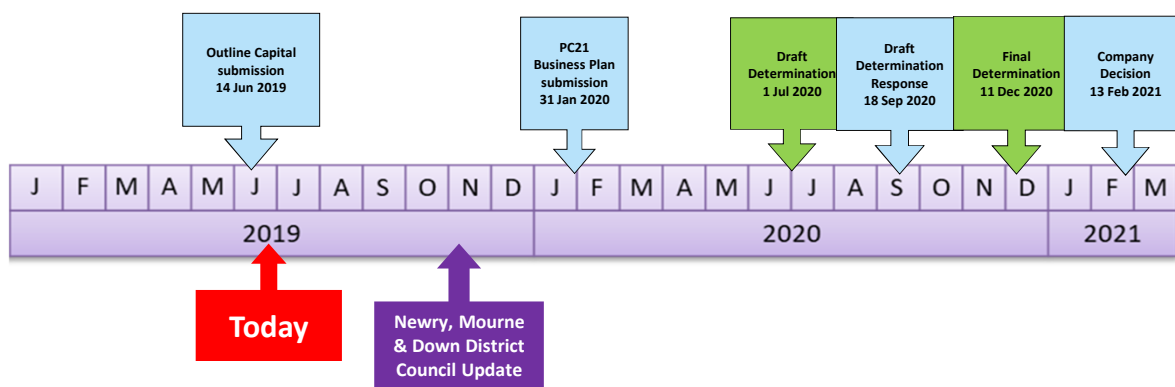 Outline Capital
submission
14 Jun 2019
PC21
Business Plan
submission
31 Jan 2020
Draft
Determination
1 Jul 2020
Draft
Determination
Response
18 Sep 2020
Final
Determination
11 Dec 2020
Company
Decision
13 Feb 2021
J F M A M J J A S O N D J F M A M J J A S O N D J F M
2019 2020 2021
Today
Newry, Mourne
& Down District
Council Update